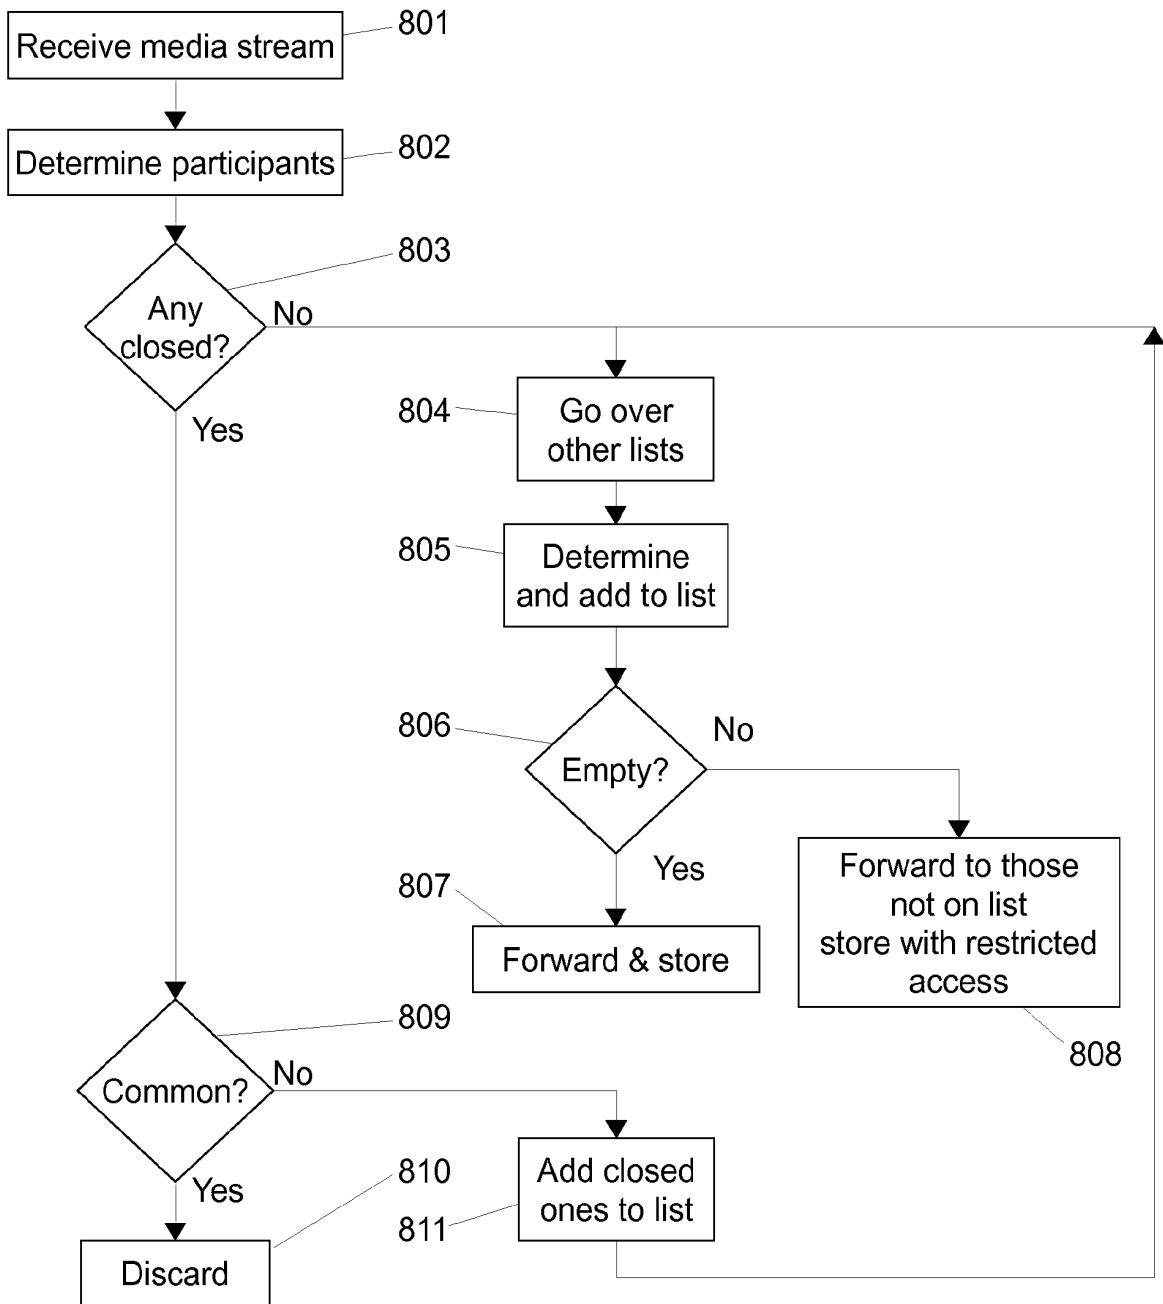 Receive media stream
801
Determine participants
802
803
Any
closed?
No
Yes
804
Go over
other lists
805
Determine
and add to list
806
Empty?
No
Yes
807
Forward & store
Forward to those
not on list
store with restricted
access
808
809
Common?
No
Yes
810
Discard
Add closed
ones to list
811